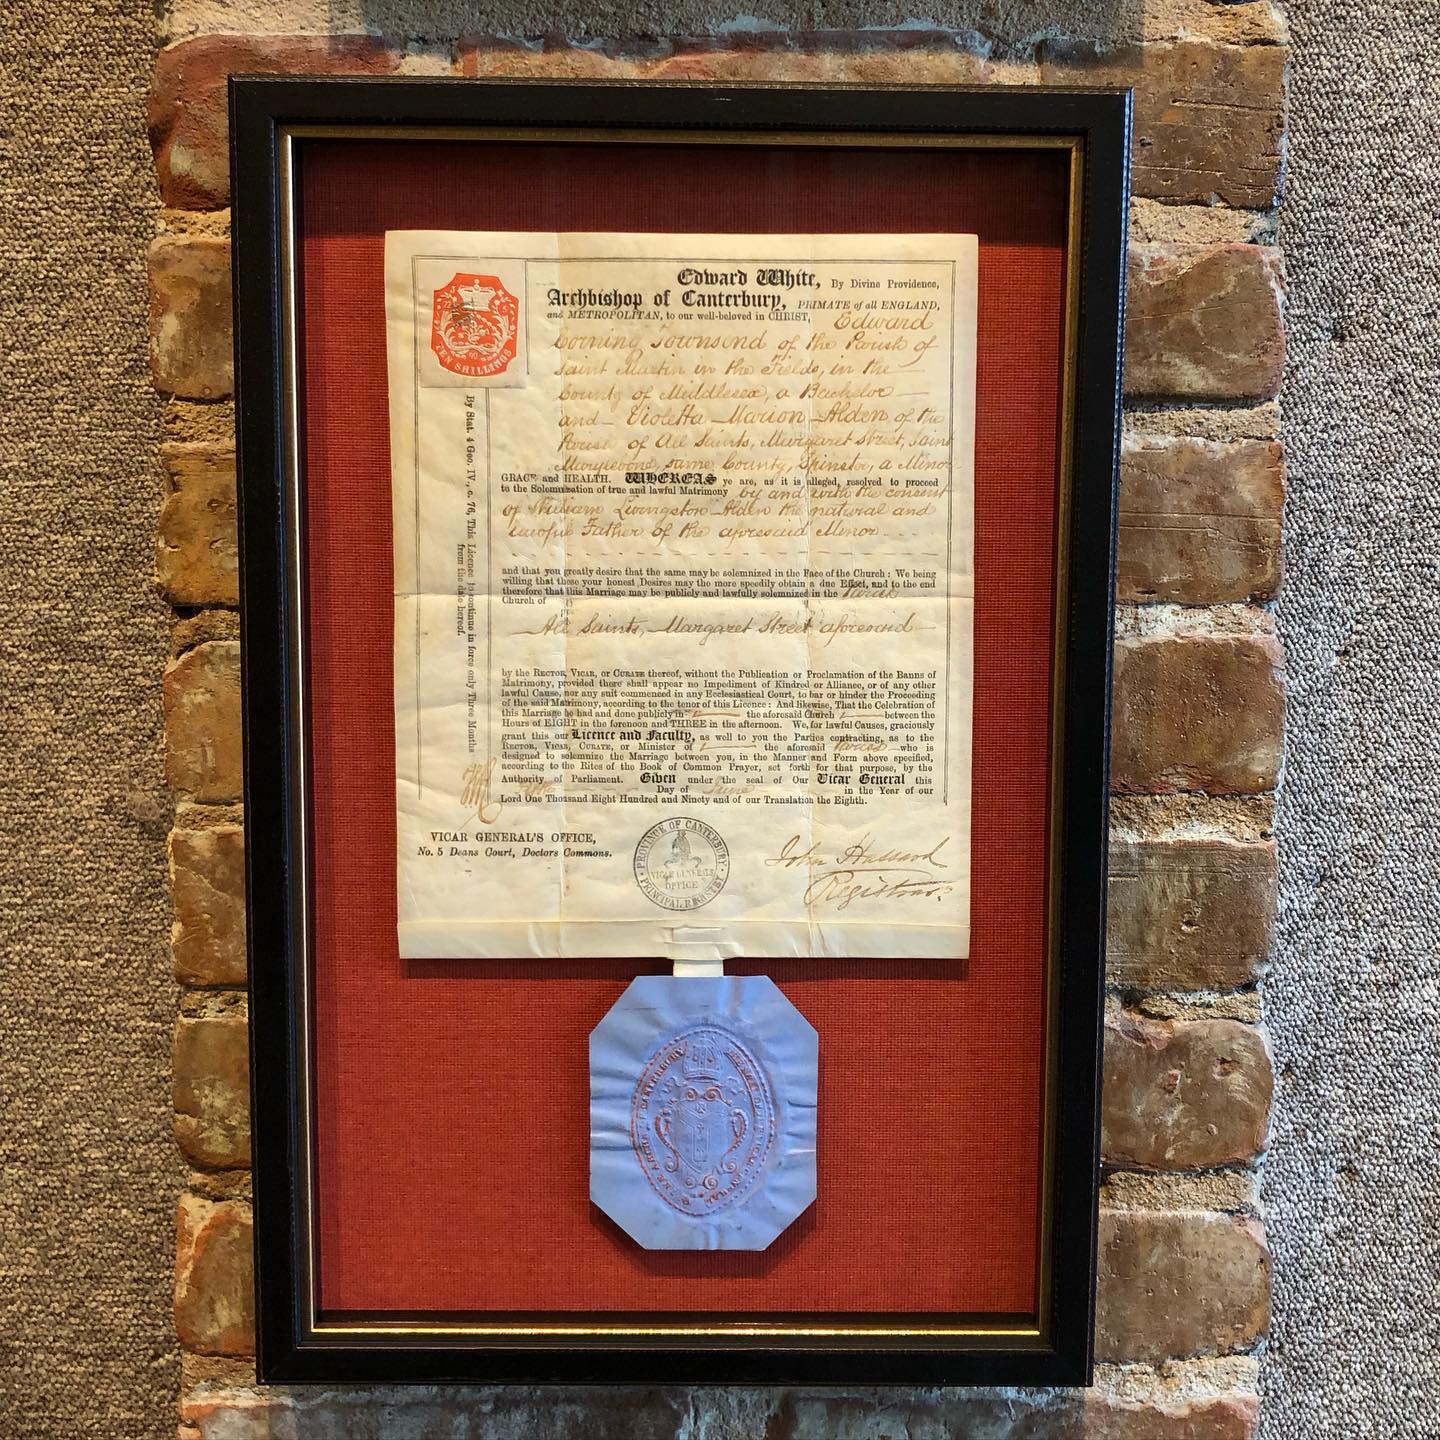 Edward White, By Divine Providence,
Archbishop of Canterbury, PRIMATE of all ENGLAND,
and METROPOLITAN, to our well-beloved in CHRIST, Edward
Corning Townsend of the Parish of
Saint Martin in the Fields, in the
County of Middlesex, a Bachelor
and Violetta Marion Alden of the
Parish of All Saints, Margaret Street, Saint
Marylebone, same County, Spinster, a Minor
GRACE and HEALTH. WHEREAS ye are, as it is alleged, resolved to proceed
to the Solemnization of true and lawful Matrimony by and with the consent
of William Livingston Alden the natural and
lawful Father of the aforesaid Minor
and that you greatly desire that the same may be solemnized in the Face of the Church: We being
willing that these your honest Desires may the more speedily obtain a due Effect, and to the end
therefore that this Marriage may be publicly and lawfully solemnized in the Parish
Church of
All Saints, Margaret Street aforesaid
by the RECTOR, VICAR, or CURATE thereof, without the Publication or Proclamation of the Banns of
Matrimony, provided there shall appear no Impediment of Kindred or Alliance, or of any other
lawful Cause, nor any suit commenced in any Ecclesiastical Court, to bar or hinder the Proceeding
of the said Matrimony, according to the tenor of this Licence: And likewise, That the Celebration of
this Marriage be had and done publicly in the aforesaid Church between the
Hours of EIGHT in the forenoon and THREE in the afternoon. We, for lawful Causes, graciously
grant this our Licence and Faculty, as well to you the Parties contracting, as to the
RECTOR, VICAR, CURATE, or Minister of the aforesaid Parish who is
designed to solemnize the Marriage between you, in the Manner and Form above specified,
according to the Rites of the Book of Common Prayer, set forth for that purpose, by the
Authority of Parliament. Given under the seal of Our Vicar General this
Day of June in the Year of our
Lord One Thousand Eight Hundred and Ninety and of our Translation the Eighth.
TEN SHILLINGS
By Stat. 4 Geo. IV., c. 76, This Licence to continue in force only Three Months
from the date hereof.
VICAR GENERAL'S OFFICE,
No. 5 Deans Court, Doctors Commons.
PROVINCE OF CANTERBURY
VICAR GENERAL'S
OFFICE
PRINCIPAL REGISTRY
John Hassard
Registrar.